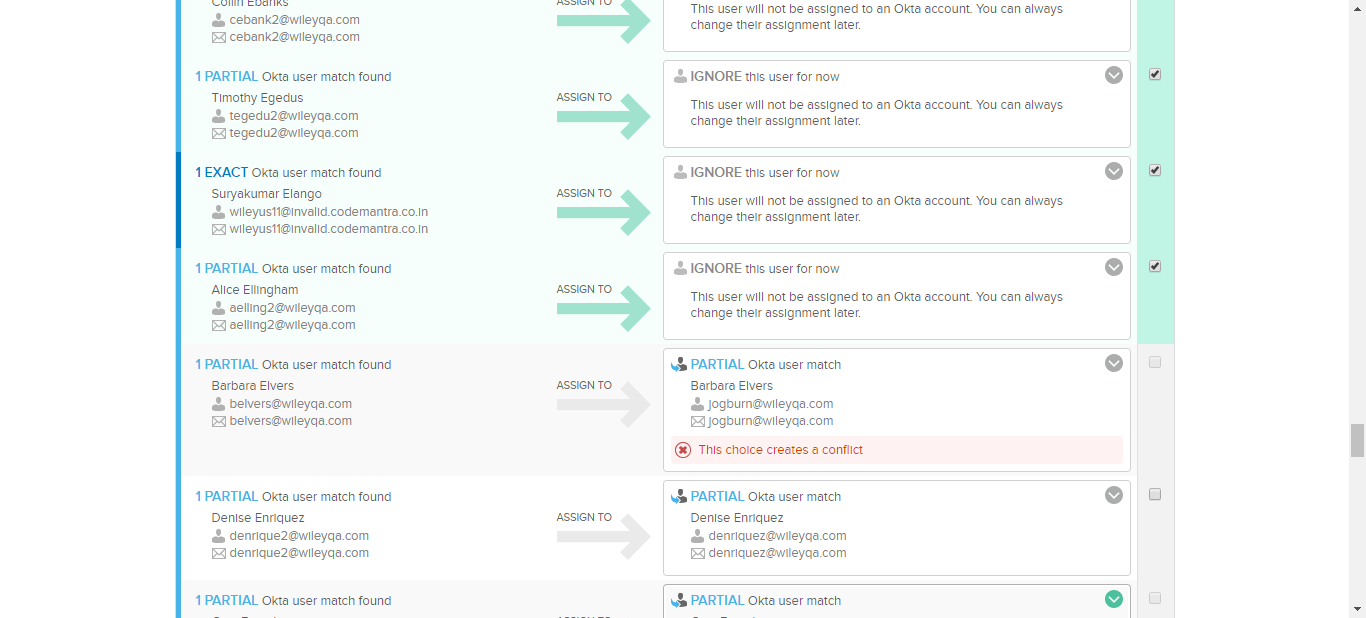 Collin Ebanks
cebank2@wileyqa.com
cebank2@wileyqa.com
ASSIGN TO
This user will not be assigned to an Okta account. You can always
change their assignment later.
1 PARTIAL Okta user match found
Timothy Egedus
tegedu2@wileyqa.com
tegedu2@wileyqa.com
ASSIGN TO
IGNORE this user for now
This user will not be assigned to an Okta account. You can always
change their assignment later.
1 EXACT Okta user match found
Suryakumar Elango
wileyus11@invalid.codemantra.co.in
wileyus11@invalid.codemantra.co.in
ASSIGN TO
IGNORE this user for now
This user will not be assigned to an Okta account. You can always
change their assignment later.
1 PARTIAL Okta user match found
Alice Ellingham
aelling2@wileyqa.com
aelling2@wileyqa.com
ASSIGN TO
IGNORE this user for now
This user will not be assigned to an Okta account. You can always
change their assignment later.
1 PARTIAL Okta user match found
Barbara Elvers
belvers@wileyqa.com
belvers@wileyqa.com
ASSIGN TO
PARTIAL Okta user match
Barbara Elvers
jogburn@wileyqa.com
jogburn@wileyqa.com
This choice creates a conflict
1 PARTIAL Okta user match found
Denise Enriquez
denrique2@wileyqa.com
denrique2@wileyqa.com
ASSIGN TO
PARTIAL Okta user match
Denise Enriquez
denriquez@wileyqa.com
denriquez@wileyqa.com
1 PARTIAL Okta user match found
PARTIAL Okta user match